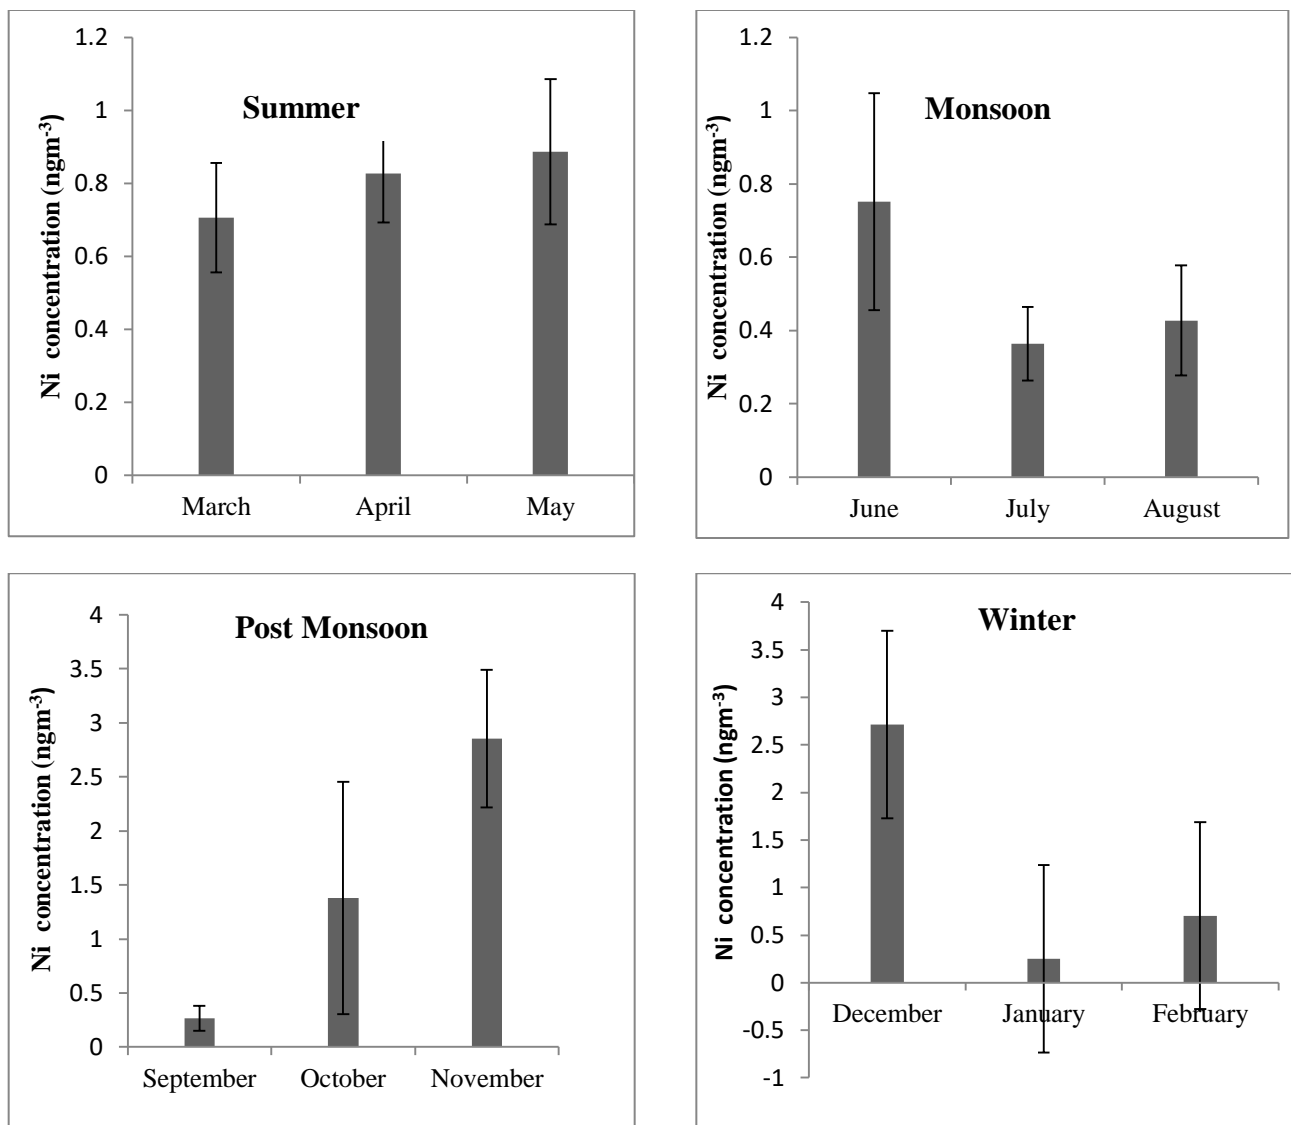 Summer
Ni concentration (ngm-3)
1.2
1
0.8
0.6
0.4
0.2
0
March April May
Monsoon
Ni concentration (ngm-3)
1.2
1
0.8
0.6
0.4
0.2
0
June July August
Post Monsoon
Ni concentration (ngm-3)
4
3.5
3
2.5
2
1.5
1
0.5
0
September October November
Winter
Ni concentration (ngm-3)
4
3.5
3
2.5
2
1.5
1
0.5
0
-0.5
-1
December January February